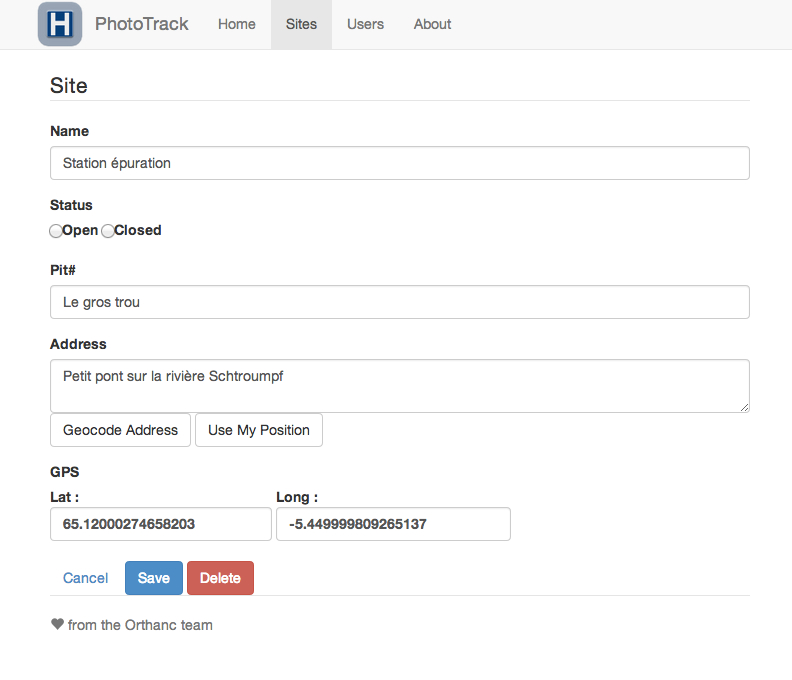 H PhotoTrack Home Sites Users About
Site
Name
Station épuration
Status
Open Closed
Pit#
Le gros trou
Address
Petit pont sur la rivière Schtroumpf
Geocode Address Use My Position
GPS
Lat : Long :
65.12000274658203 -5.449999809265137
Cancel Save Delete
from the Orthanc team